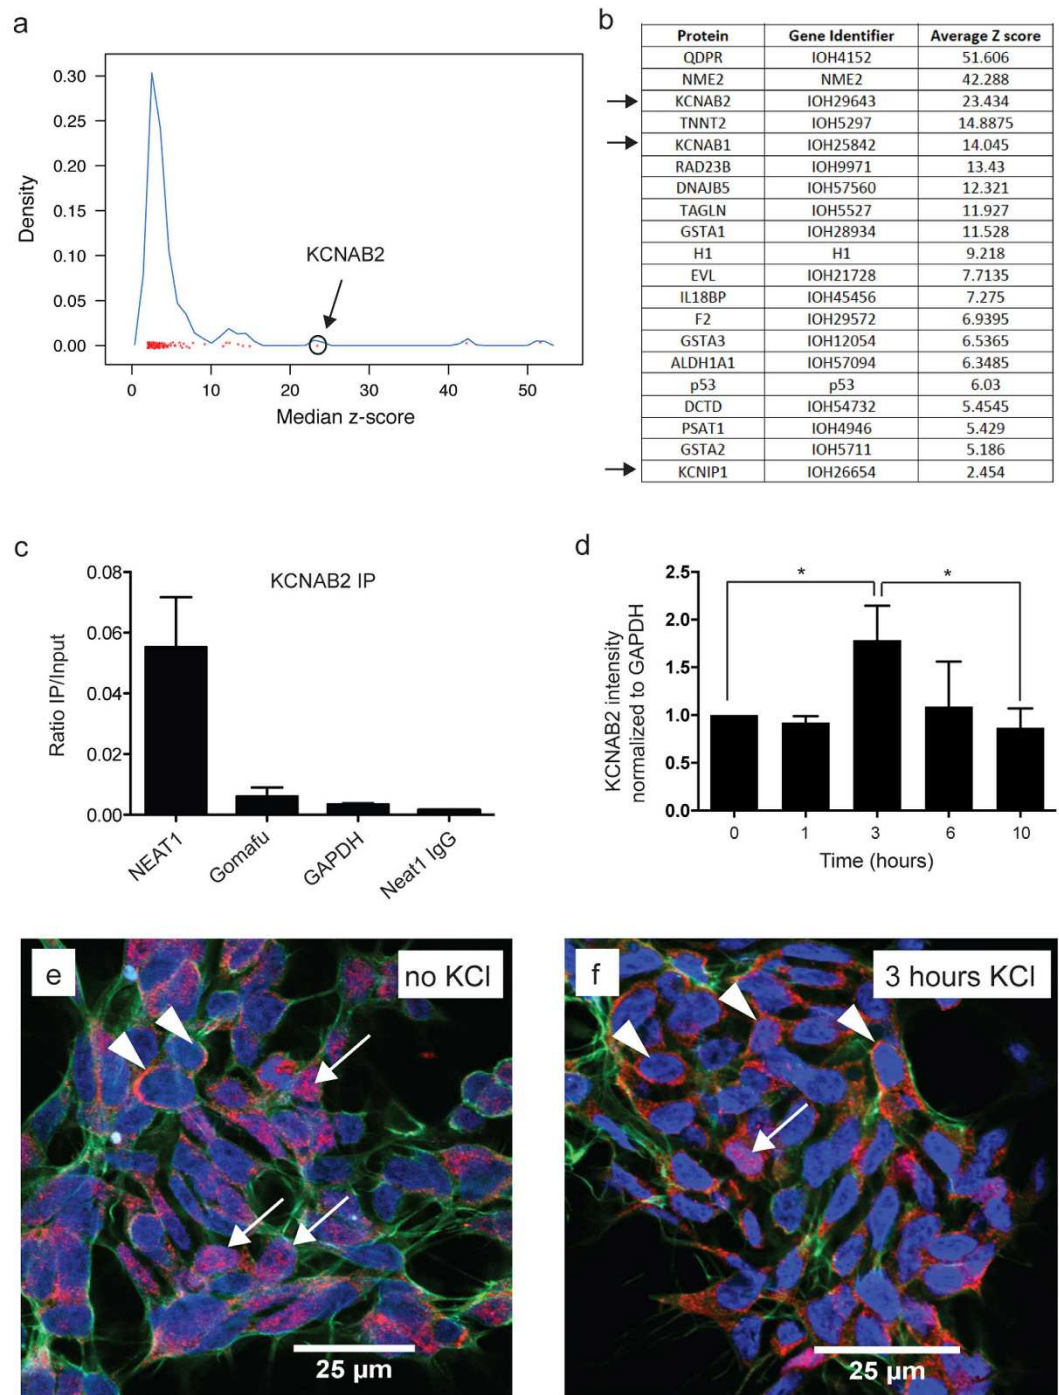 a
0.30
0.25
0.20
0.15
0.10
0.05
0.00
Density
KCNAB2
0 10 20 30 40 50
Median z-score
b
Protein Gene Identifier Average Z score
QDPR IOH4152 51.606
NME2 NME2 42.288
KCNAB2 IOH29643 23.434
TNNT2 IOH5297 14.8875
KCNAB1 IOH25842 14.045
RAD23B IOH9971 13.43
DNAJB5 IOH57560 12.321
TAGLN IOH5527 11.927
GSTA1 IOH28934 11.528
H1 H1 9.218
EVL IOH21728 7.7135
IL18BP IOH45456 7.275
F2 IOH29572 6.9395
GSTA3 IOH12054 6.5365
ALDH1A1 IOH57094 6.3485
p53 p53 6.03
DCTD IOH54732 5.4545
PSAT1 IOH4946 5.429
GSTA2 IOH5711 5.186
KCNIP1 IOH26654 2.454
c
KCNAB2 IP
0.08
0.06
0.04
0.02
0.00
Ratio IP/Input
NEAT1 Gomafu GAPDH Neat1 IgG
d
2.5
2.0
1.5
1.0
0.5
0.0
KCNAB2 intensity
normalized to GAPDH
* *
0 1 3 6 10
Time (hours)
e
no KCl
25 µm
f
3 hours KCl
25 µm